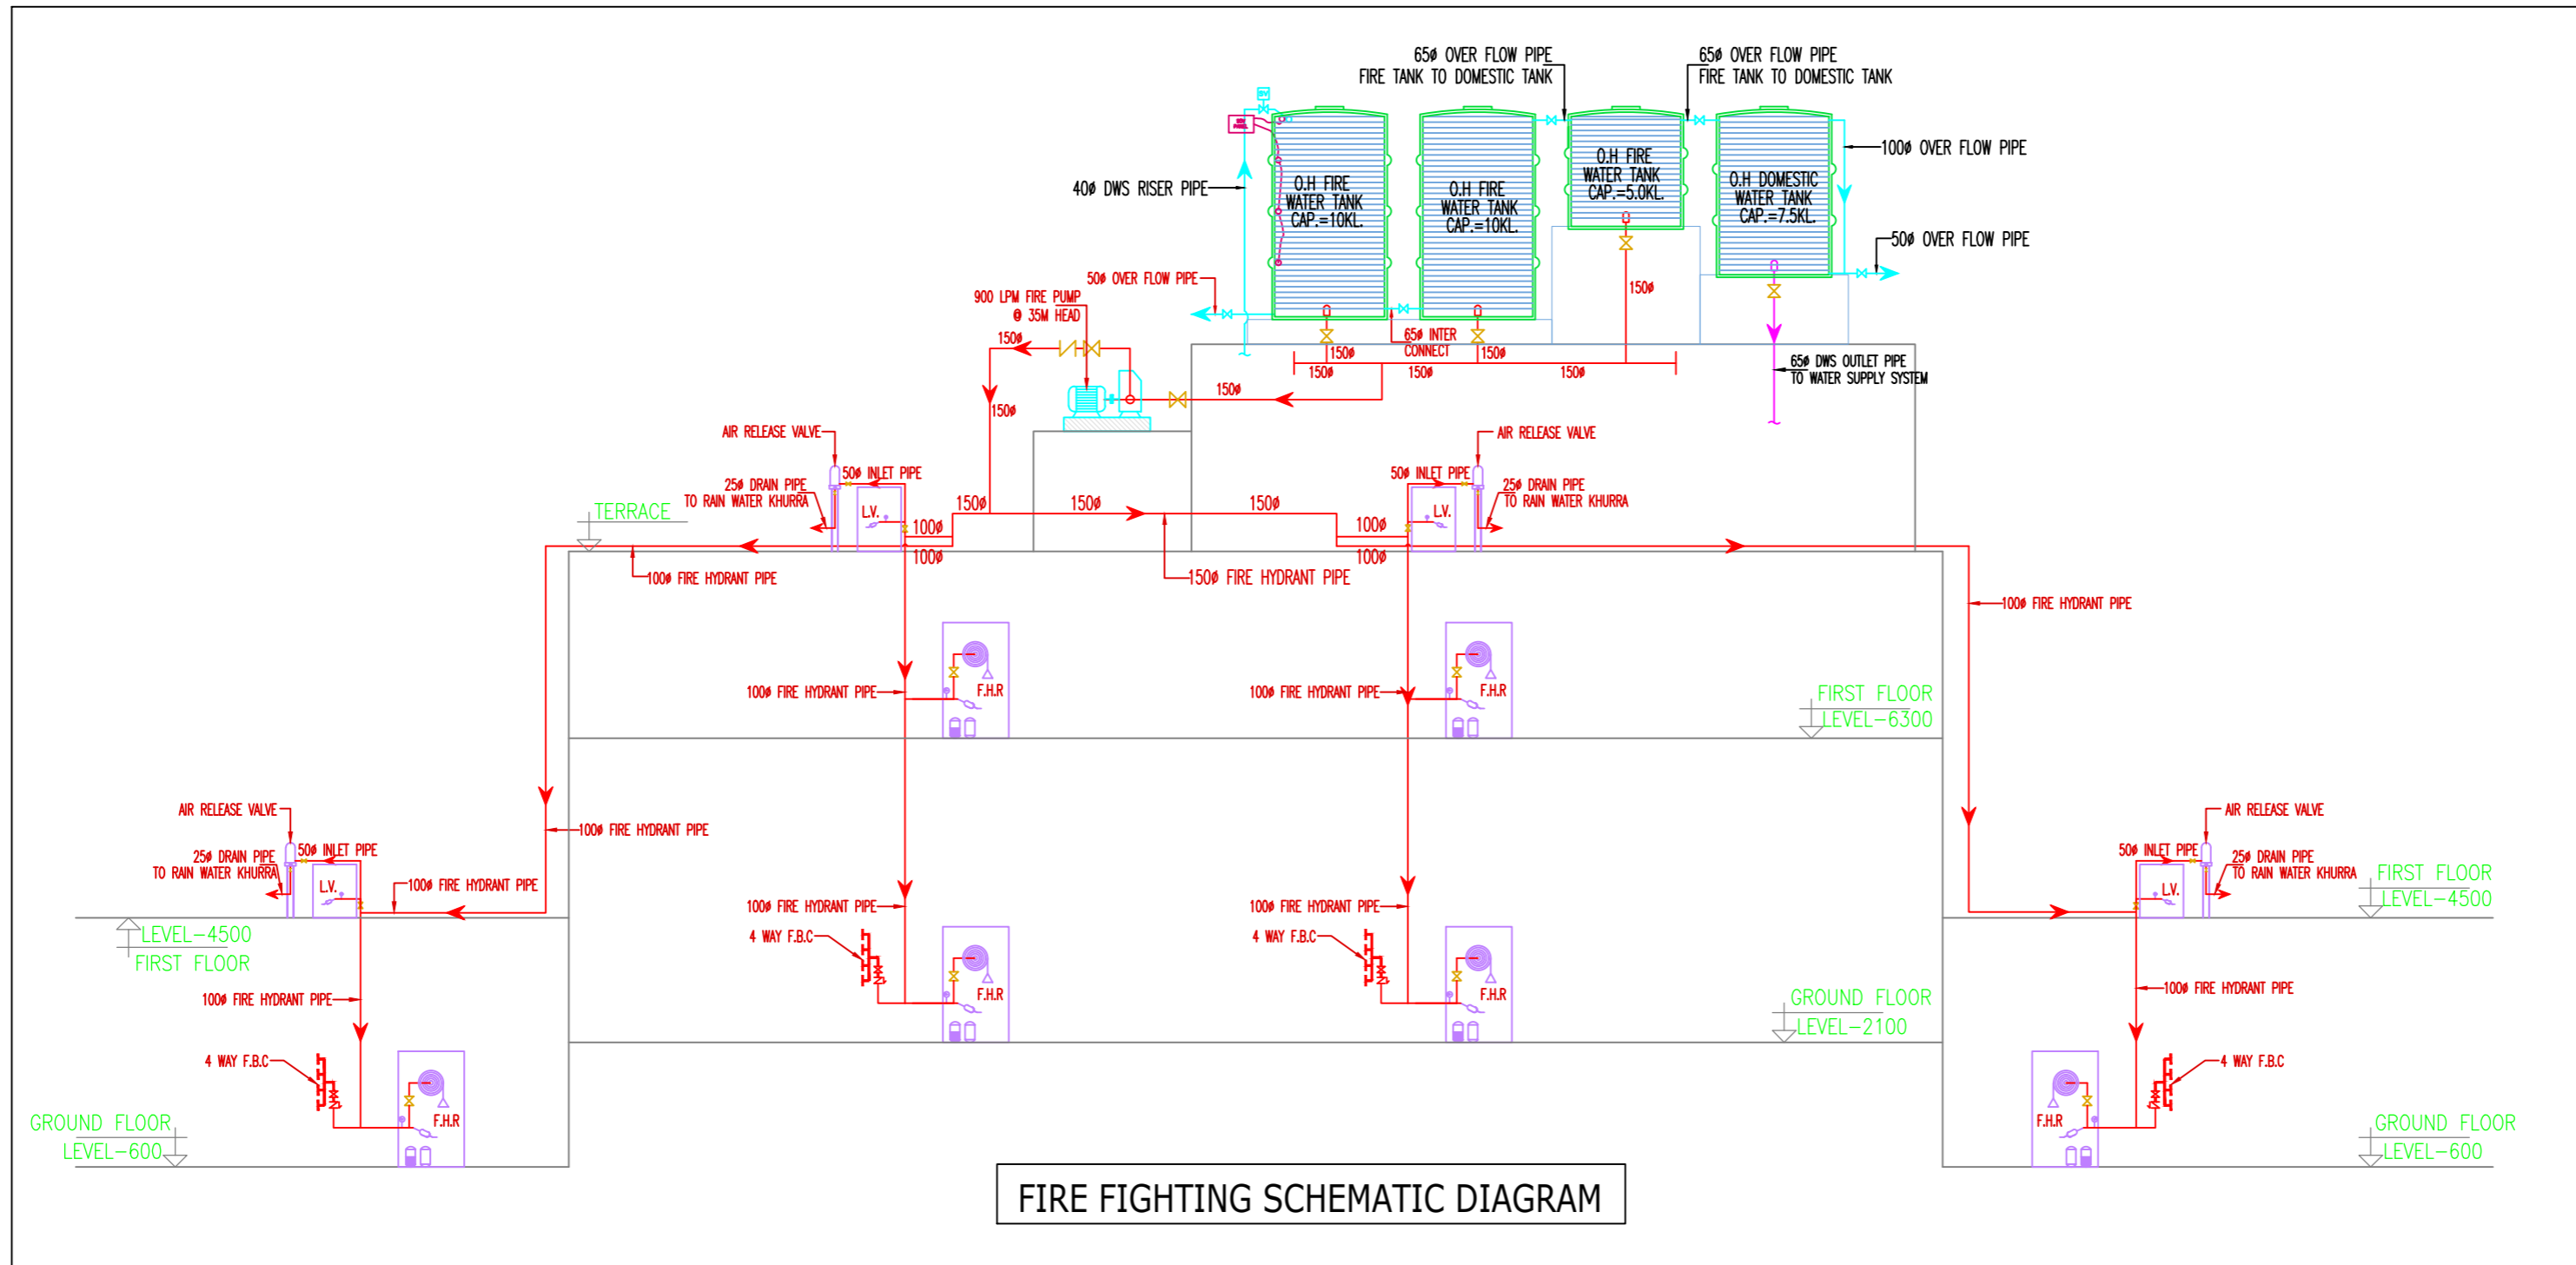 65ø OVER FLOW PIPE
FIRE TANK TO DOMESTIC TANK
65ø OVER FLOW PIPE
FIRE TANK TO DOMESTIC TANK
100ø OVER FLOW PIPE
40ø DWS RISER PIPE
O.H FIRE
WATER TANK
CAP.=10KL.
O.H FIRE
WATER TANK
CAP.=10KL.
O.H FIRE
WATER TANK
CAP.=5.0KL.
O.H DOMESTIC
WATER TANK
CAP.=7.5KL.
50ø OVER FLOW PIPE
50ø OVER FLOW PIPE
900 LPM FIRE PUMP
@ 35M HEAD
150ø
150ø
65ø INTER
CONNECT
150ø
150ø
150ø
150ø
150ø
150ø
65ø DWS OUTLET PIPE
TO WATER SUPPLY SYSTEM
150ø
150ø
AIR RELEASE VALVE
50ø INLET PIPE
25ø DRAIN PIPE
TO RAIN WATER KHURRA
L.V.
AIR RELEASE VALVE
50ø INLET PIPE
25ø DRAIN PIPE
TO RAIN WATER KHURRA
L.V.
TERRACE
150ø
150ø
150ø
100ø
100ø
100ø
100ø
100ø FIRE HYDRANT PIPE
150ø FIRE HYDRANT PIPE
100ø FIRE HYDRANT PIPE
100ø FIRE HYDRANT PIPE
F.H.R
100ø FIRE HYDRANT PIPE
F.H.R
FIRST FLOOR
LEVEL-6300
AIR RELEASE VALVE
100ø FIRE HYDRANT PIPE
AIR RELEASE VALVE
25ø DRAIN PIPE
TO RAIN WATER KHURRA
50ø INLET PIPE
L.V.
100ø FIRE HYDRANT PIPE
50ø INLET PIPE
25ø DRAIN PIPE
TO RAIN WATER KHURRA
L.V.
FIRST FLOOR
LEVEL-4500
100ø FIRE HYDRANT PIPE
100ø FIRE HYDRANT PIPE
LEVEL-4500
FIRST FLOOR
4 WAY F.B.C
F.H.R
4 WAY F.B.C
F.H.R
100ø FIRE HYDRANT PIPE
100ø FIRE HYDRANT PIPE
GROUND FLOOR
LEVEL-2100
4 WAY F.B.C
F.H.R
4 WAY F.B.C
F.H.R
GROUND FLOOR
LEVEL-600
GROUND FLOOR
LEVEL-600
FIRE FIGHTING SCHEMATIC DIAGRAM